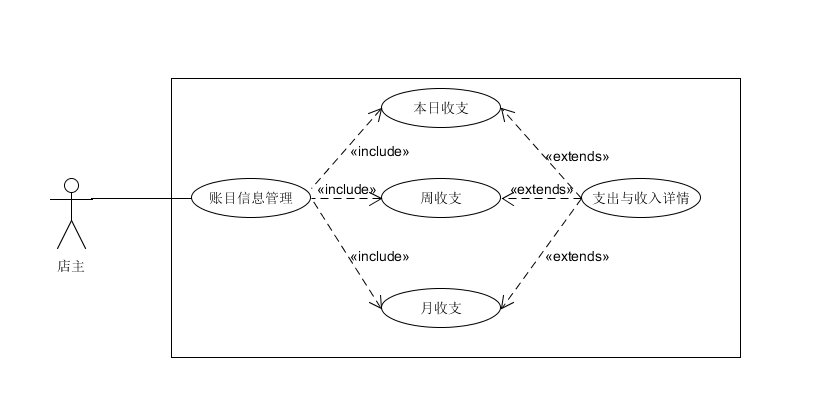 本日收支
«include»
«extends»
账目信息管理
«include»
周收支
«extends»
支出与收入详情
店主
«include»
«extends»
月收支